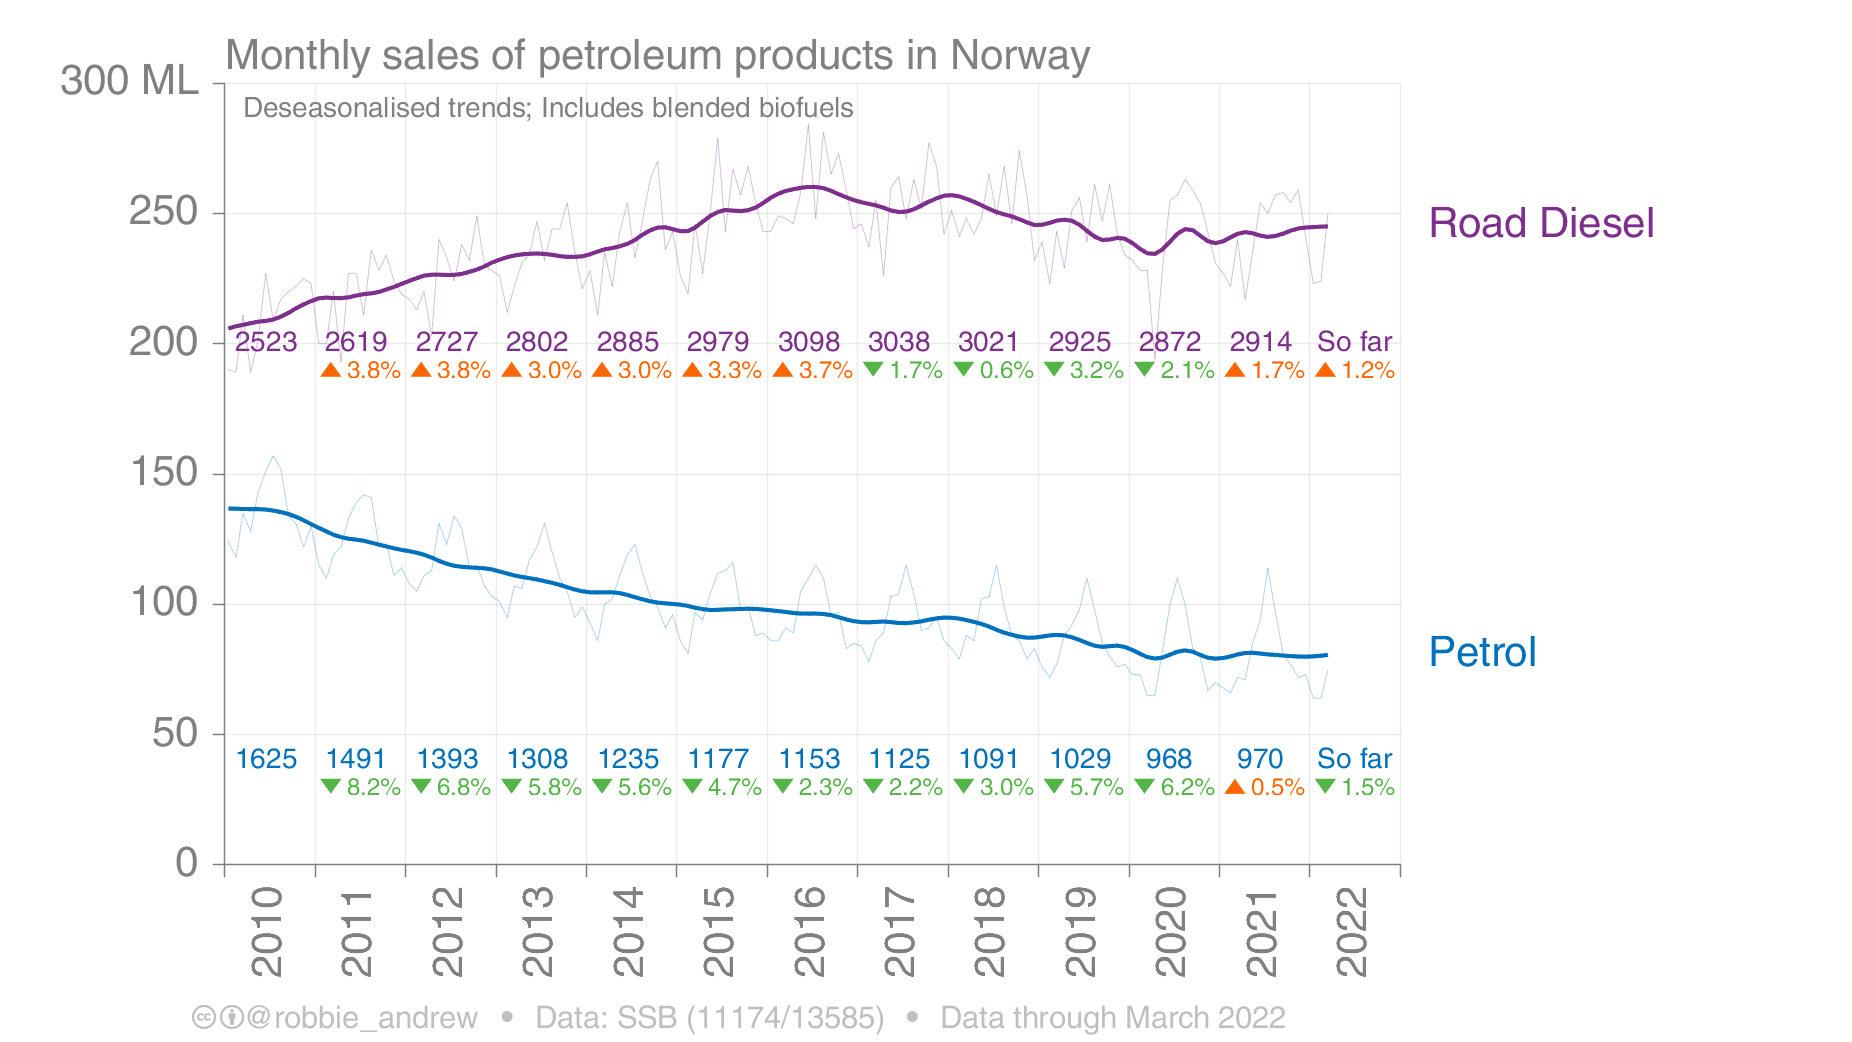 Monthly sales of petroleum products in Norway
300 ML
Deseasonalised trends; Includes blended biofuels
250
Road Diesel
200
2523 2619 2727 2802 2885 2979 3098 3038 3021 2925 2872 2914 So far
▲ 3.8% ▲ 3.8% ▲ 3.0% ▲ 3.0% ▲ 3.3% ▲ 3.7% ▼ 1.7% ▼ 0.6% ▼ 3.2% ▼ 2.1% ▲ 1.7% ▲ 1.2%
150
100
Petrol
50
1625 1491 1393 1308 1235 1177 1153 1125 1091 1029 968 970 So far
▼ 8.2% ▼ 6.8% ▼ 5.8% ▼ 5.6% ▼ 4.7% ▼ 2.3% ▼ 2.2% ▼ 3.0% ▼ 5.7% ▼ 6.2% ▲ 0.5% ▼ 1.5%
0
2010 2011 2012 2013 2014 2015 2016 2017 2018 2019 2020 2021 2022
cc @robbie_andrew • Data: SSB (11174/13585) • Data through March 2022